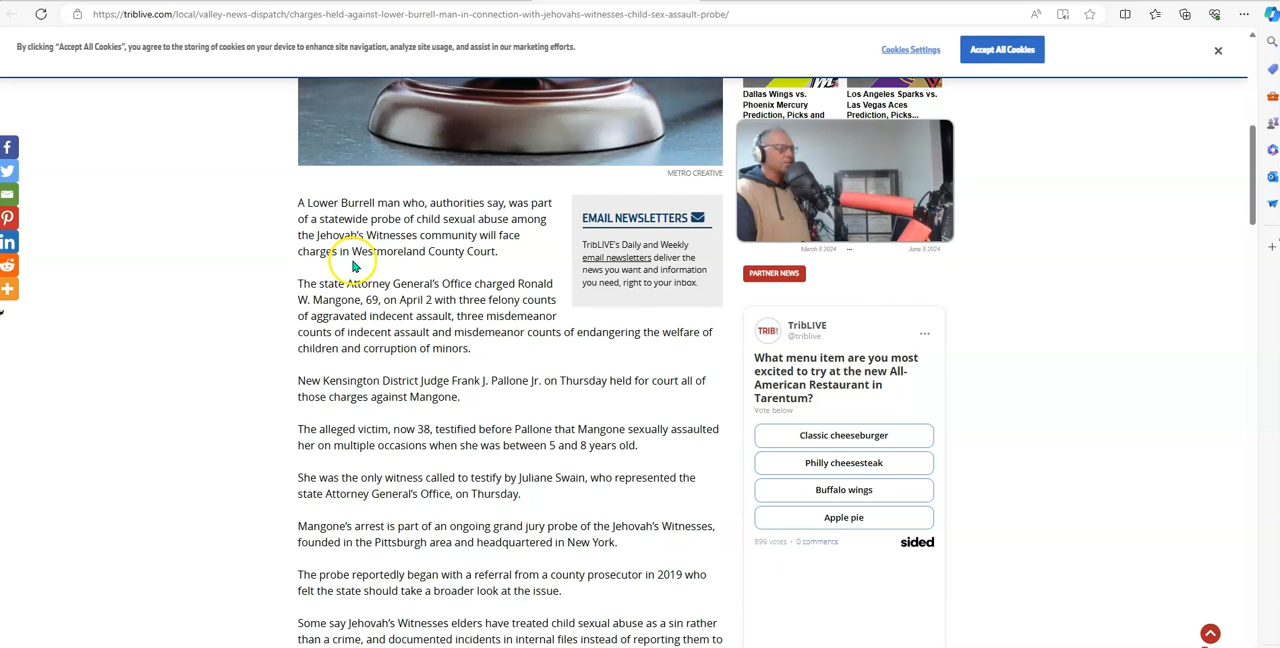 https://triblive.com/local/valley-news-dispatch/charges-held-against-lower-burrell-man-in-connection-with-jehovahs-witnesses-child-sex-assault-probe/
By clicking “Accept All Cookies”, you agree to the storing of cookies on your device to enhance site navigation, analyze site usage, and assist in our marketing efforts.
Cookies Settings
Accept All Cookies
Dallas Wings vs.
Phoenix Mercury
Prediction, Picks and
Los Angeles Sparks vs.
Las Vegas Aces
Prediction, Picks...
METRO CREATIVE
A Lower Burrell man who, authorities say, was part
of a statewide probe of child sexual abuse among
the Jehovah’s Witnesses community will face
charges in Westmoreland County Court.
The state Attorney General’s Office charged Ronald
W. Mangone, 69, on April 2 with three felony counts
of aggravated indecent assault, three misdemeanor
counts of indecent assault and misdemeanor counts of endangering the welfare of
children and corruption of minors.
New Kensington District Judge Frank J. Pallone Jr. on Thursday held for court all of
those charges against Mangone.
The alleged victim, now 38, testified before Pallone that Mangone sexually assaulted
her on multiple occasions when she was between 5 and 8 years old.
She was the only witness called to testify by Juliane Swain, who represented the
state Attorney General’s Office, on Thursday.
Mangone’s arrest is part of an ongoing grand jury probe of the Jehovah’s Witnesses,
founded in the Pittsburgh area and headquartered in New York.
The probe reportedly began with a referral from a county prosecutor in 2019 who
felt the state should take a broader look at the issue.
Some say Jehovah’s Witnesses elders have treated child sexual abuse as a sin rather
than a crime, and documented incidents in internal files instead of reporting them to
EMAIL NEWSLETTERS
TribLIVE’s Daily and Weekly
email newsletters deliver the
news you want and information
you need, right to your inbox.
March 8 2024
June 8 2024
PARTNER NEWS
TRIB
TribLIVE
@triblive
What menu item are you most
excited to try at the new All-
American Restaurant in
Tarentum?
Vote below
Classic cheeseburger
Philly cheesesteak
Buffalo wings
Apple pie
899 votes • 0 comments
sided